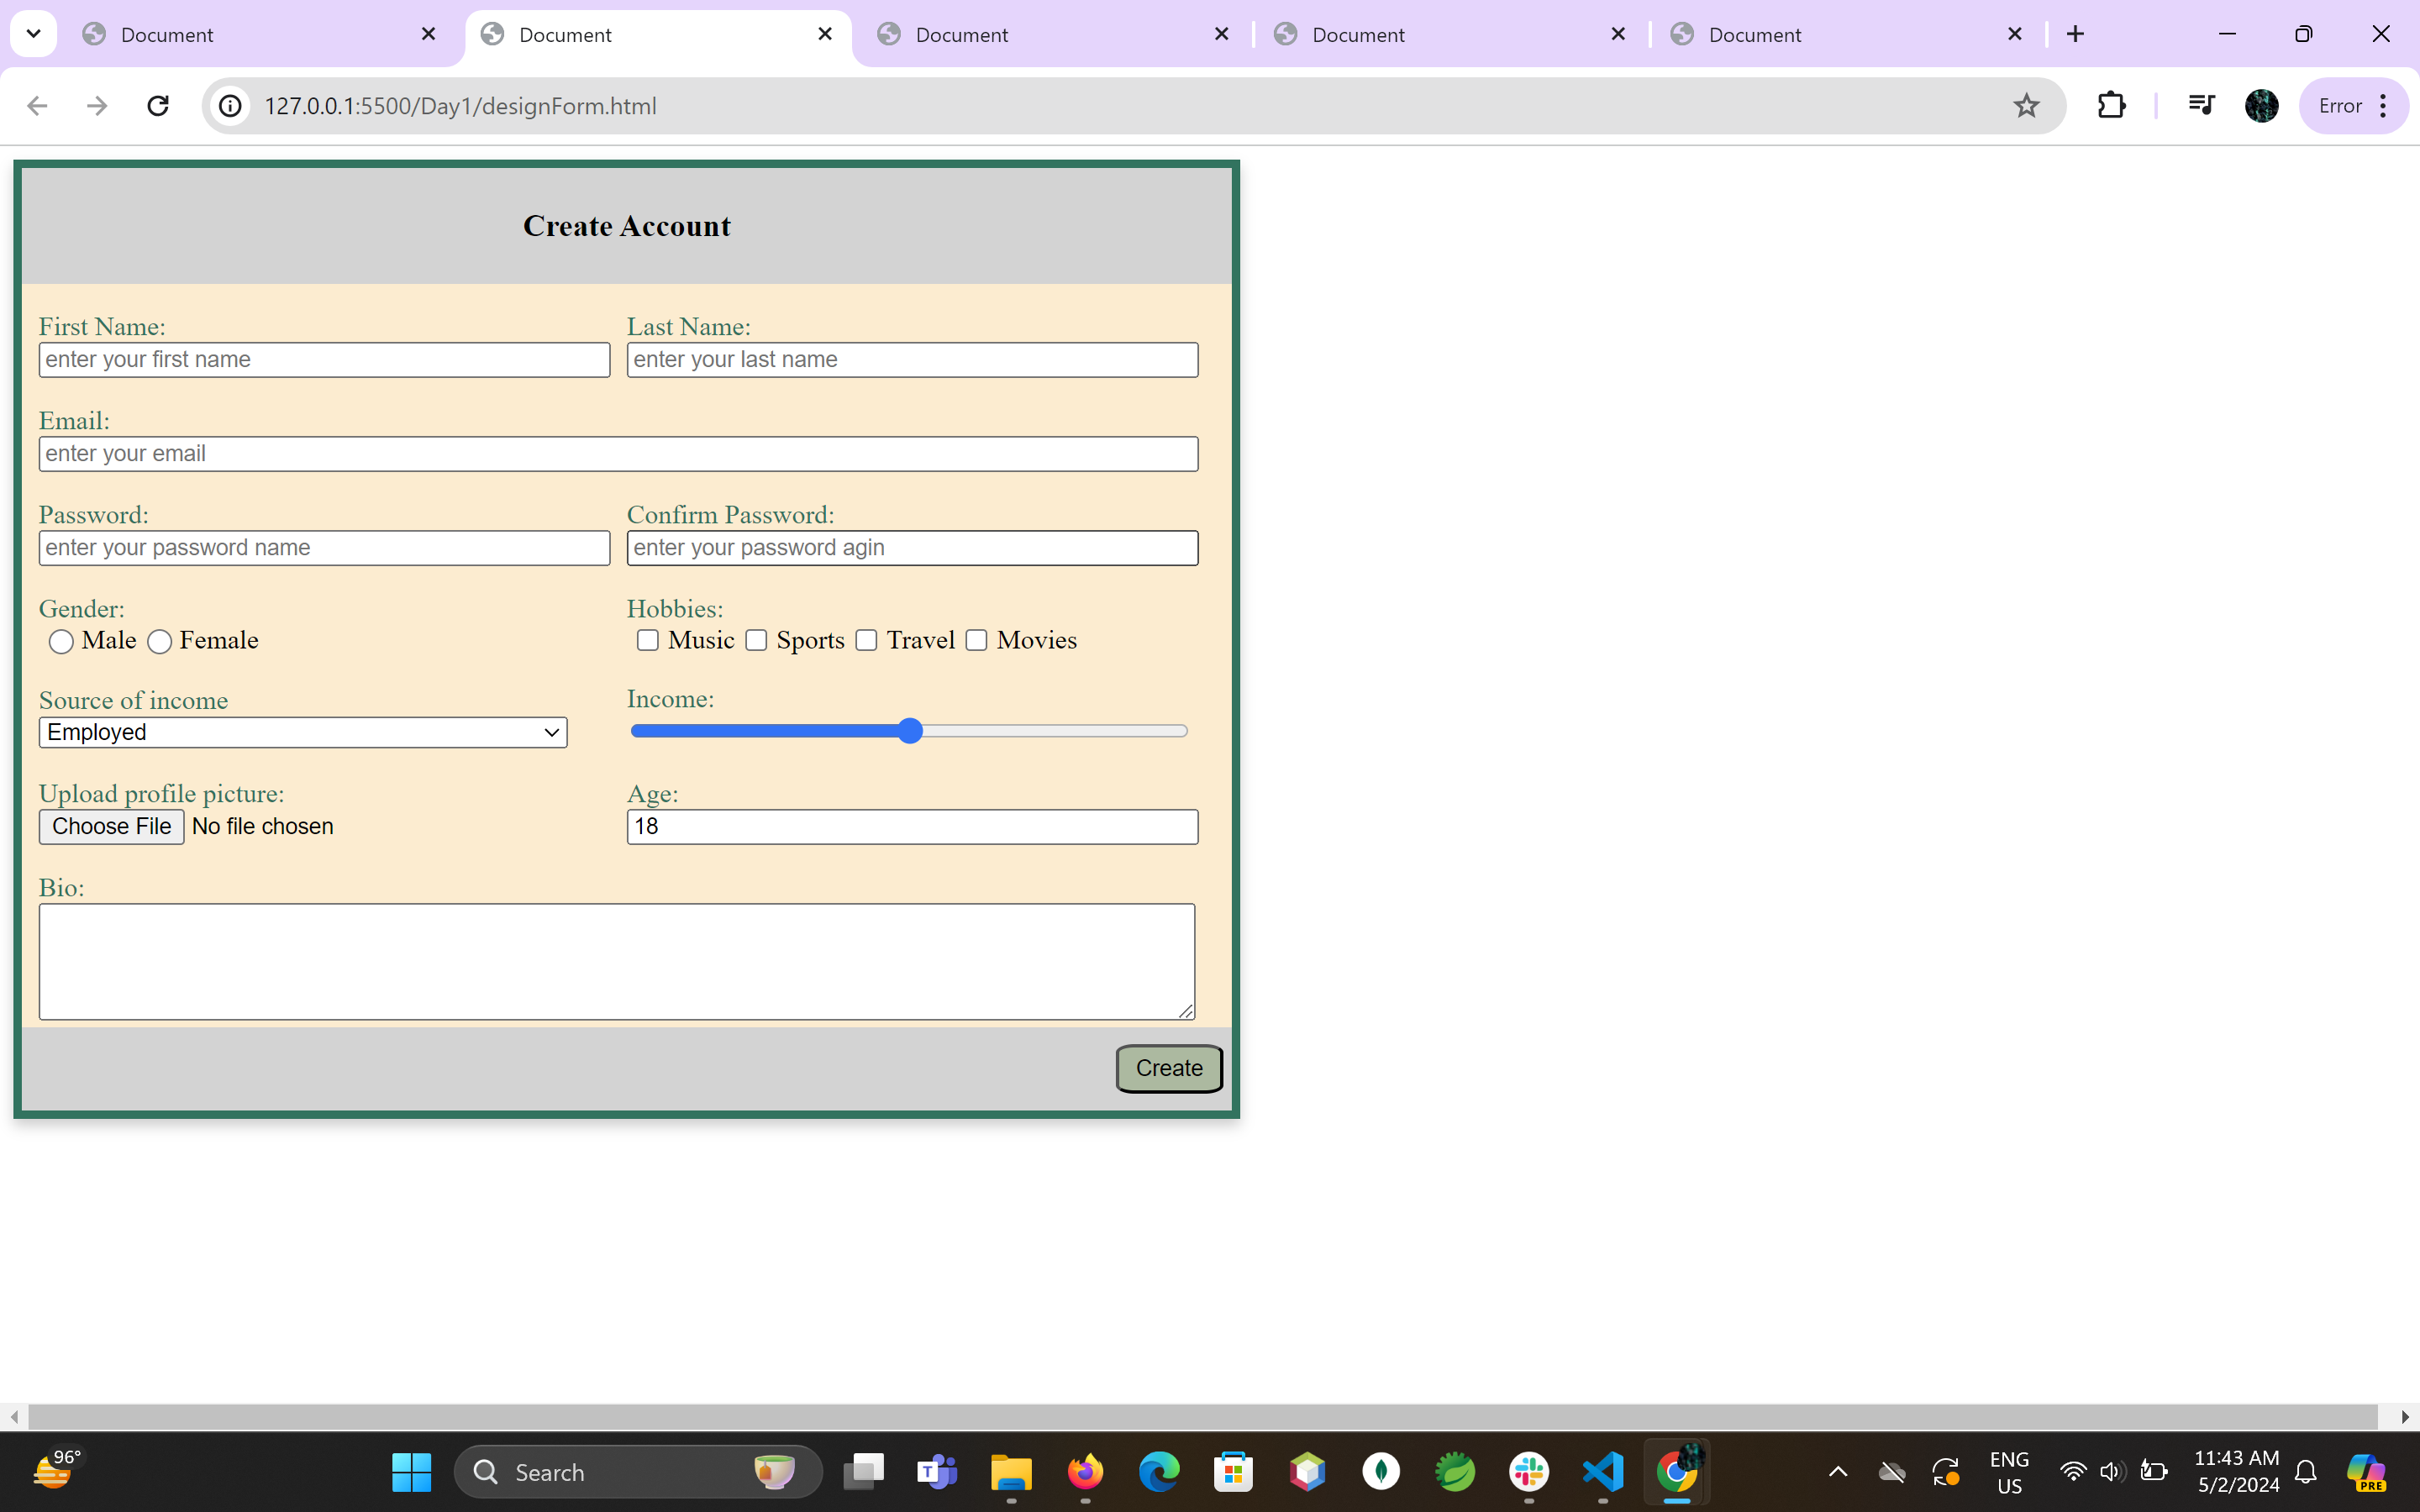 Document Document Document Document Document
127.0.0.1:5500/Day1/designForm.html Error
Create Account
First Name: Last Name:
enter your first name enter your last name
Email:
enter your email
Password: Confirm Password:
enter your password name enter your password agin
Gender: Hobbies:
Male Female Music Sports Travel Movies
Source of income Income:
Employed
Upload profile picture: Age:
Choose File No file chosen 18
Bio:
Create
96°
Search
T
ENG
US
11:43 AM
5/2/2024
PRE